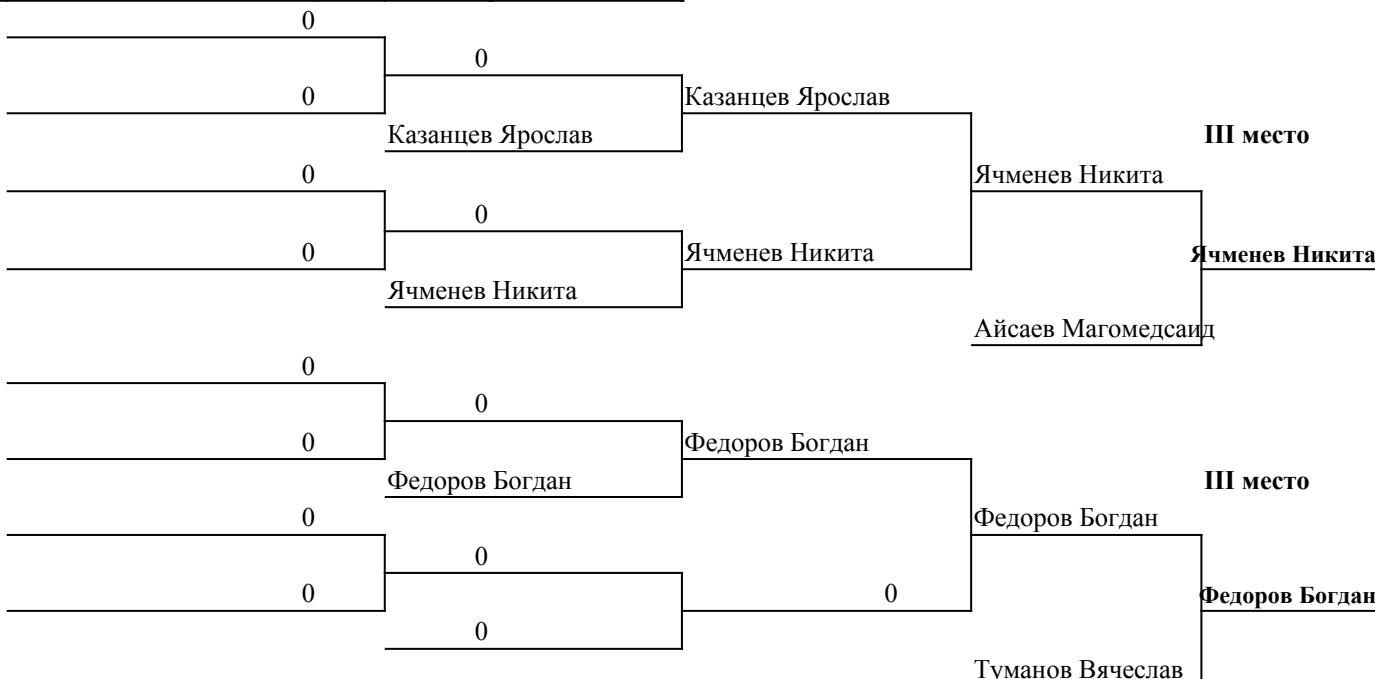 0
0
0
Казанцев Ярослав
Казанцев Ярослав
III место
0
Ячменев Никита
0
0
Ячменев Никита
Ячменев Никита
Ячменев Никита
Айсаев Магомедсаид
0
0
0
Федоров Богдан
Федоров Богдан
III место
0
Федоров Богдан
0
0
0
Федоров Богдан
0
Туманов Вячеслав